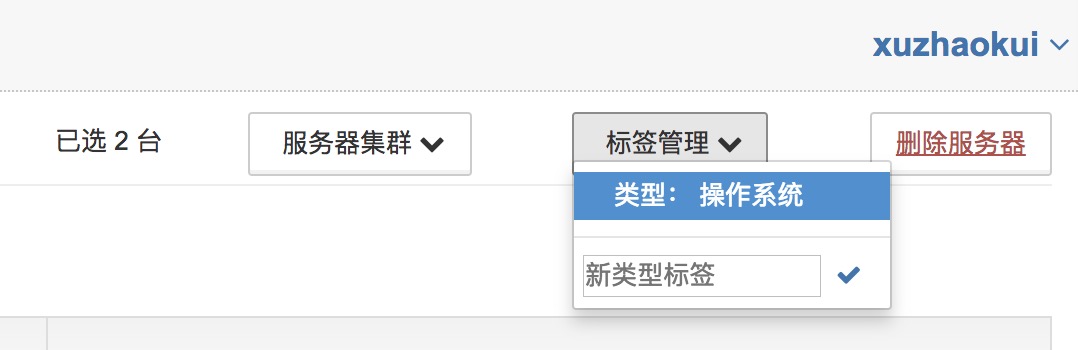 xuzhaokui
已选 2 台
服务器集群
标签管理
删除服务器
类型： 操作系统
新类型标签